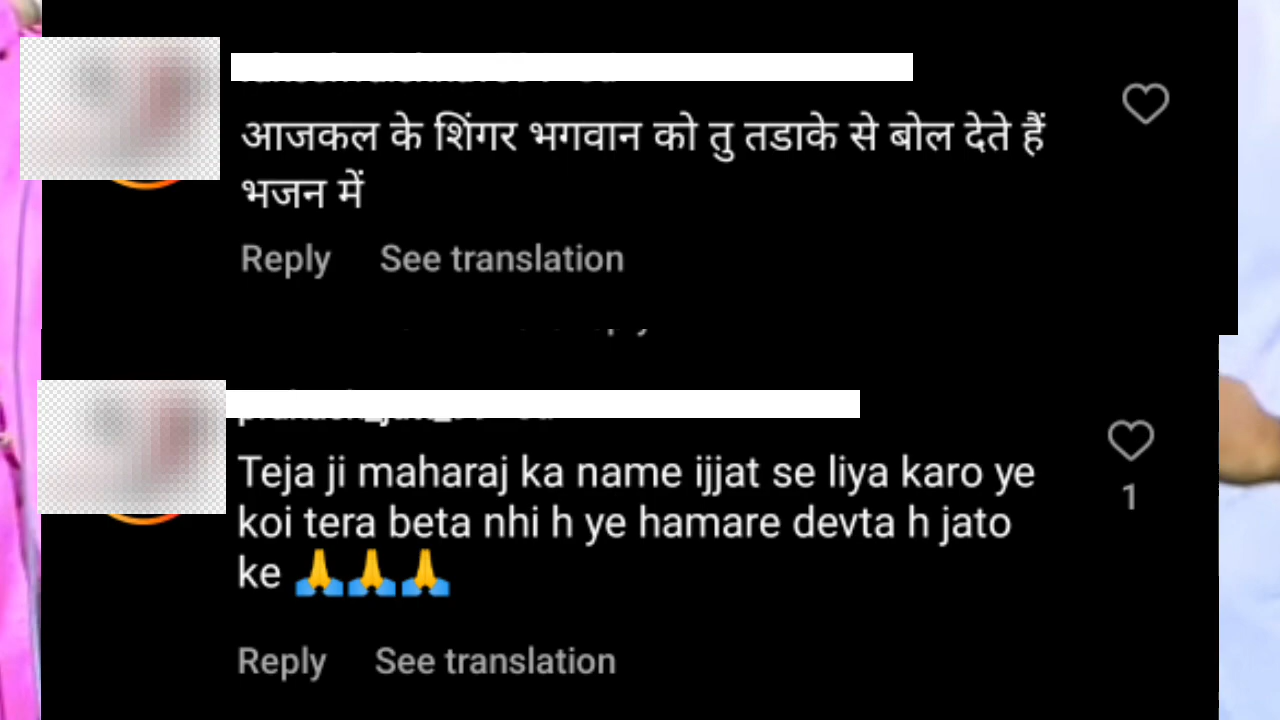 आजकल के शिंगर भगवान को तु तडाके से बोल देते हैं
भजन में
Reply See translation
Teja ji maharaj ka name ijjat se liya karo ye
koi tera beta nhi h ye hamare devta h jato
ke 🙏🙏🙏
1
Reply See translation